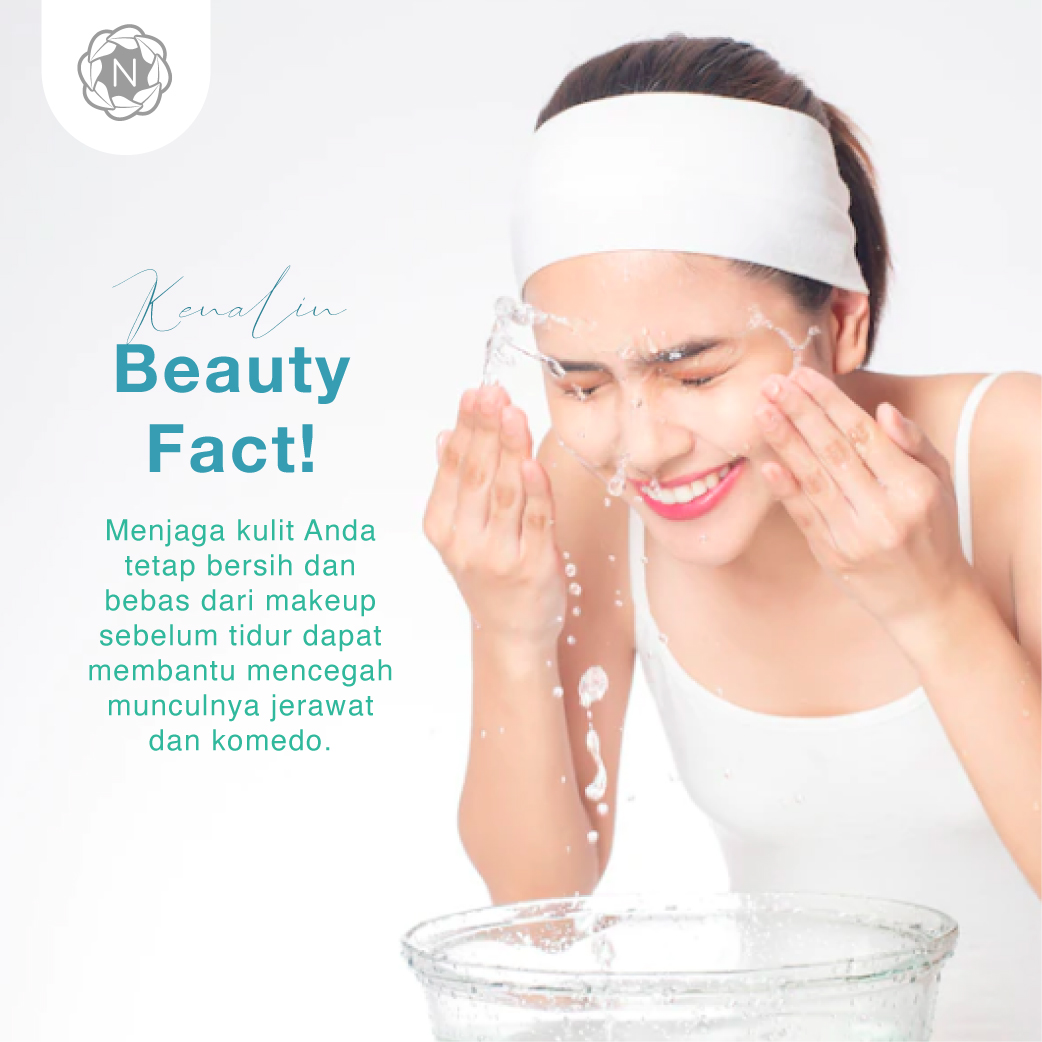 N
Kenalin
Beauty
Fact!
Menjaga kulit Anda
tetap bersih dan
bebas dari makeup
sebelum tidur dapat
membantu mencegah
munculnya jerawat
dan komedo.